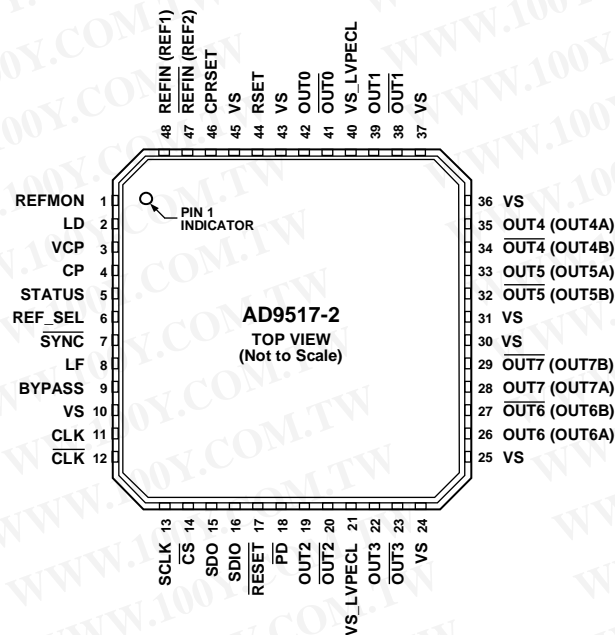 48 REFIN (REF1)
47 REFIN (REF2)
46 CPRSET
45 VS
44 RSET
43 VS
42 OUT0
41 OUT0
40 VS_LVPECL
39 OUT1
38 OUT1
37 VS
REFMON 1
LD 2
VCP 3
CP 4
STATUS 5
REF_SEL 6
SYNC 7
LF 8
BYPASS 9
VS 10
CLK 11
CLK 12
PIN 1
INDICATOR
AD9517-2
TOP VIEW
(Not to Scale)
36 VS
35 OUT4 (OUT4A)
34 OUT4 (OUT4B)
33 OUT5 (OUT5A)
32 OUT5 (OUT5B)
31 VS
30 VS
29 OUT7 (OUT7B)
28 OUT7 (OUT7A)
27 OUT6 (OUT6B)
26 OUT6 (OUT6A)
25 VS
SCLK 13
CS 14
SDO 15
SDIO 16
RESET 17
PD 18
OUT2 19
OUT2 20
VS_LVPECL 21
OUT3 22
OUT3 23
VS 24
WWW.100Y.COM.TW